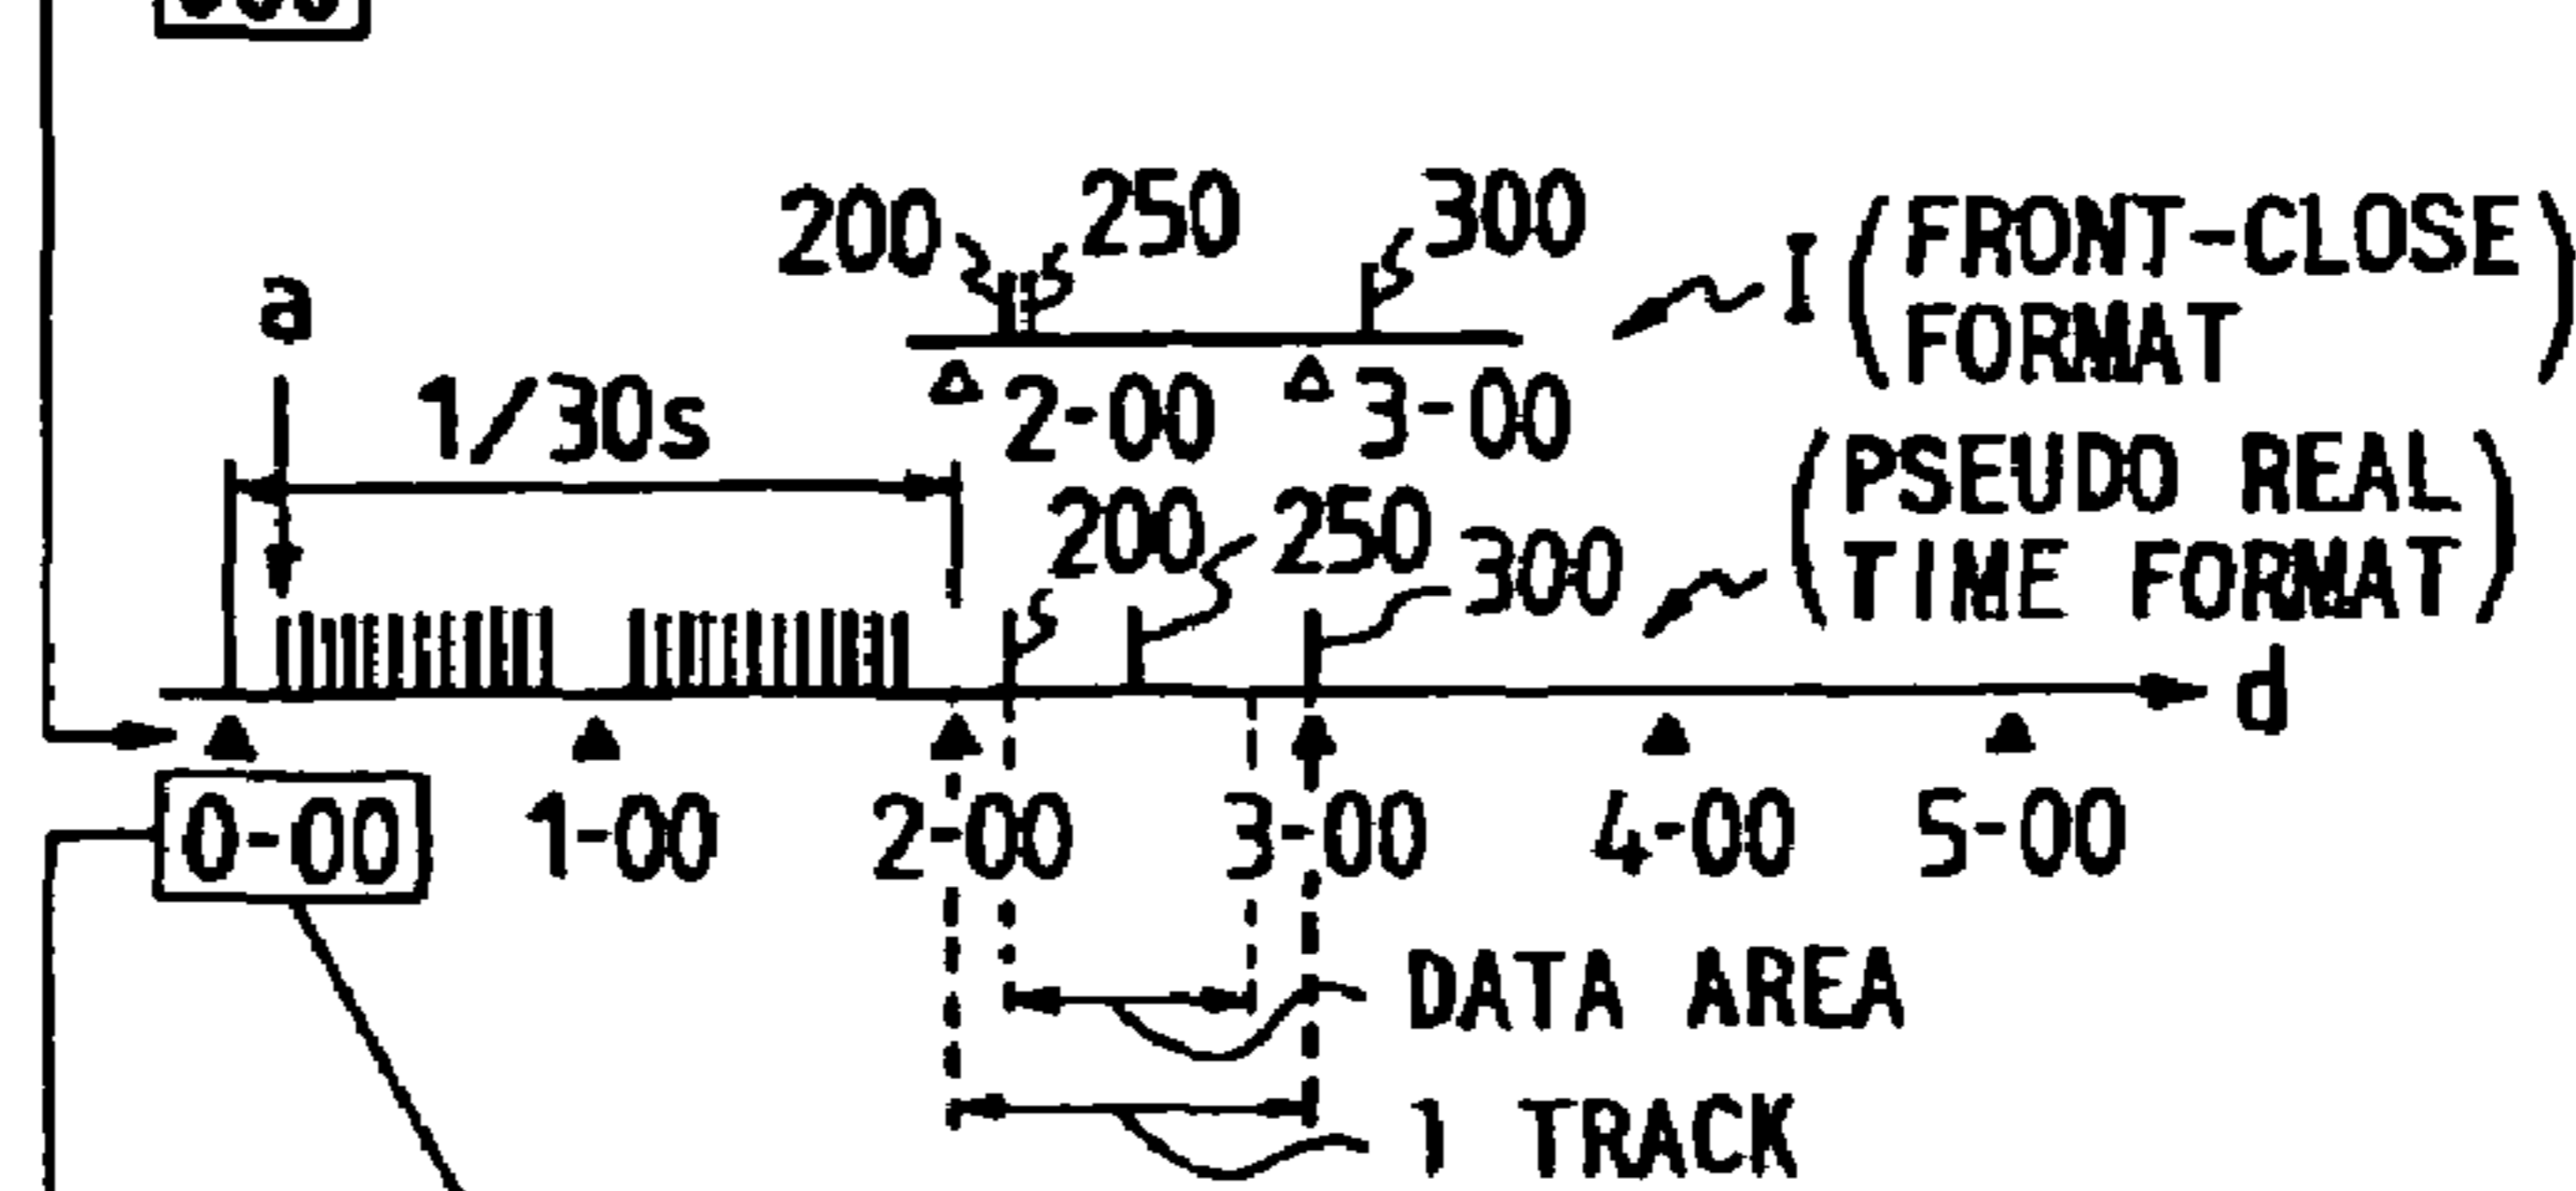 200 250 300
I (FRONT-CLOSE
FORMAT)
a
1/30s
2-00 3-00
(PSEUDO REAL
TIME FORMAT)
200 250 300
d
0-00 1-00 2-00 3-00 4-00 5-00
DATA AREA
1 TRACK